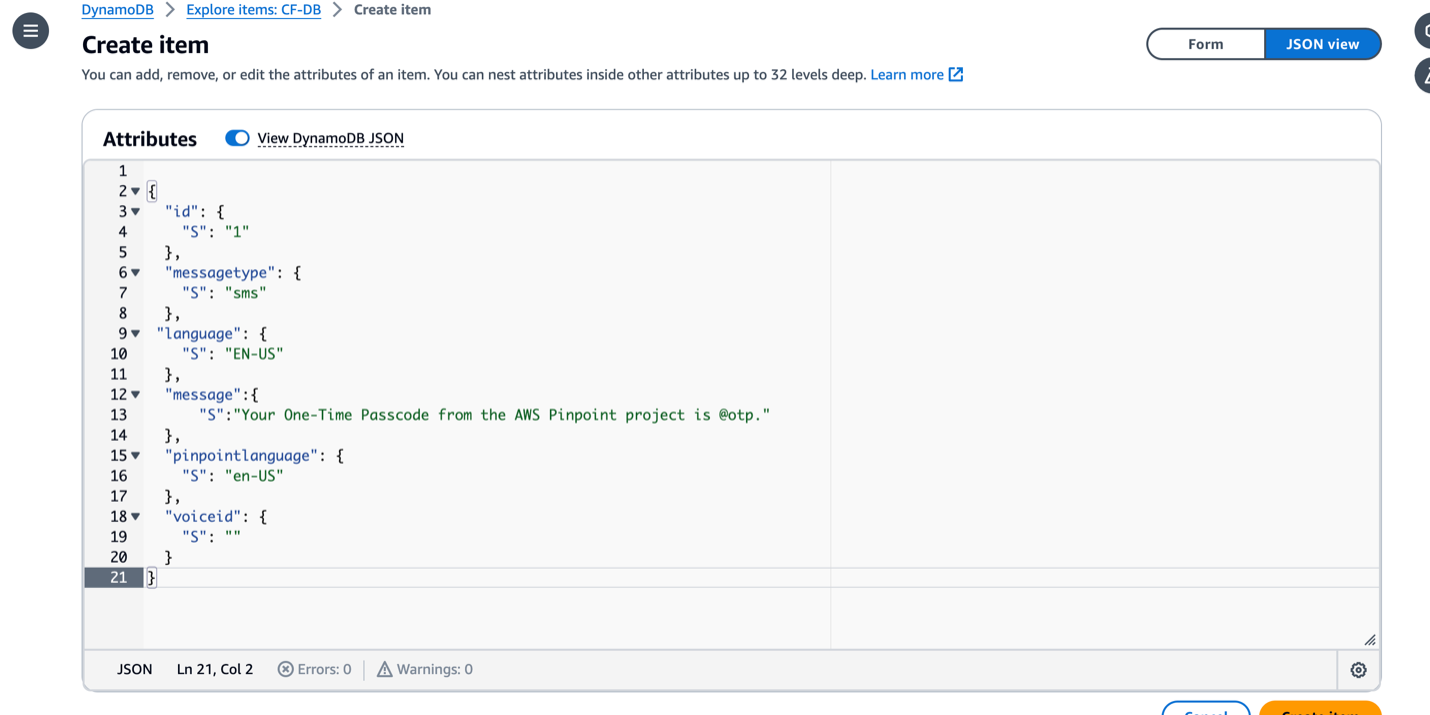 DynamoDB > Explore items: CF-DB > Create item
Create item
Form JSON view
You can add, remove, or edit the attributes of an item. You can nest attributes inside other attributes up to 32 levels deep. Learn more
Attributes View DynamoDB JSON
1
2 {
3 "id": {
4 "S": "1"
5 },
6 "messagetype": {
7 "S": "sms"
8 },
9 "language": {
10 "S": "EN-US"
11 },
12 "message":{
13 "S":"Your One-Time Passcode from the AWS Pinpoint project is @otp."
14 },
15 "pinpointlanguage": {
16 "S": "en-US"
17 },
18 "voiceid": {
19 "S": ""
20 }
21 }
JSON Ln 21, Col 2 Errors: 0 Warnings: 0
Cancel Create item